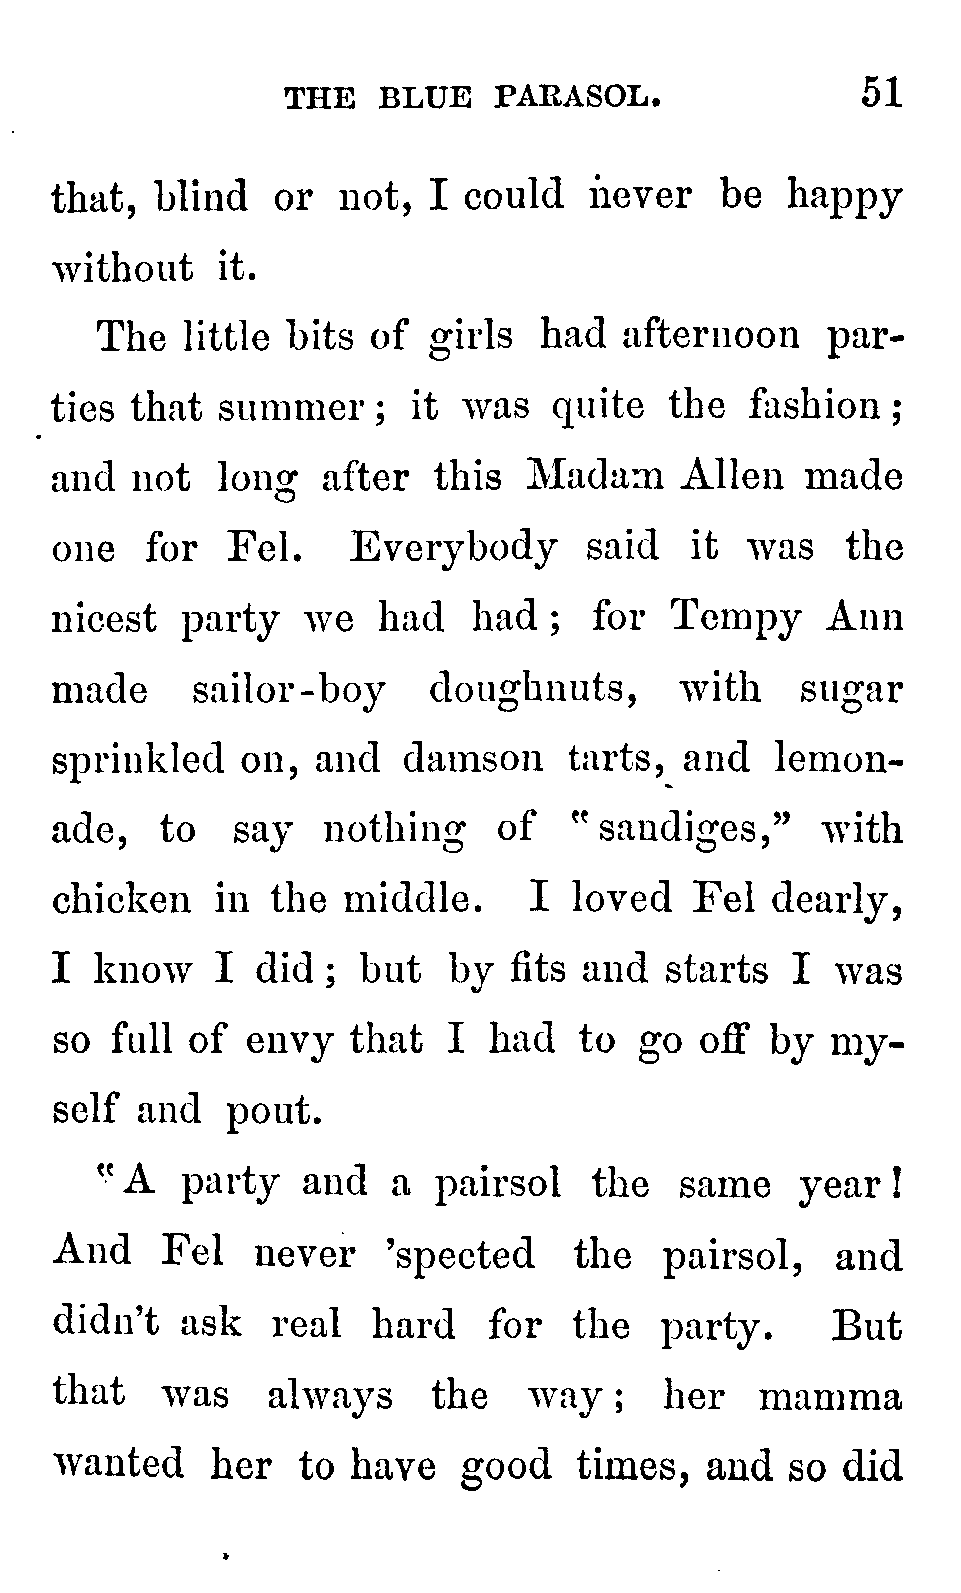 THE BLUE PARASOL. 51
that, blind or not, I could never be happy
without it.
The little bits of girls had afternoon par-
ties that summer; it was quite the fashion;
and not long after this Madam Allen made
one for Fel. Everybody said it was the
nicest party we had had; for Tempy Ann
made sailor-boy doughnuts, with sugar
sprinkled on, and damson tarts, and lemon-
ade, to say nothing of "sandiges," with
chicken in the middle. I loved Fel dearly,
I know I did; but by fits and starts I was
so full of envy that I had to go off by my-
self and pout.
"A party and a pairsol the same year!
And Fel never 'spected the pairsol, and
didn't ask real hard for the party. But
that was always the way; her mamma
wanted her to have good times, and so did